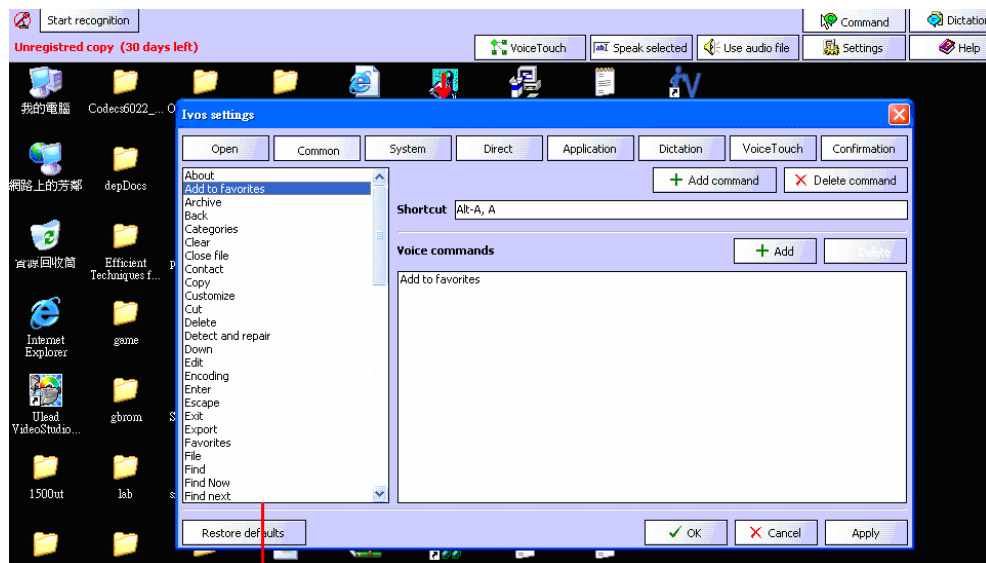 Start recognition
Command
Dictation
Unregistred copy (30 days left)
VoiceTouch
Speak selected
Use audio file
Settings
Help
我的電腦
Codecs6022_...
Ivos settings
Open
Common
System
Direct
Application
Dictation
VoiceTouch
Confirmation
網路上的芳鄰
depDocs
About
Add to favorites
Archive
Back
Categories
Clear
Close file
Contact
Copy
Customize
Cut
Delete
Detect and repair
Down
Edit
Encoding
Enter
Escape
Exit
Export
Favorites
File
Find
Find Now
Find next
Add command
Delete command
Shortcut Alt-A, A
Voice commands
Add
Delete
Add to favorites
資源回收筒
Efficient
Techniques f...
Internet
Explorer
game
Ulead
VideoStudio...
gbrom
1500ut
lab
Restore defaults
OK
Cancel
Apply